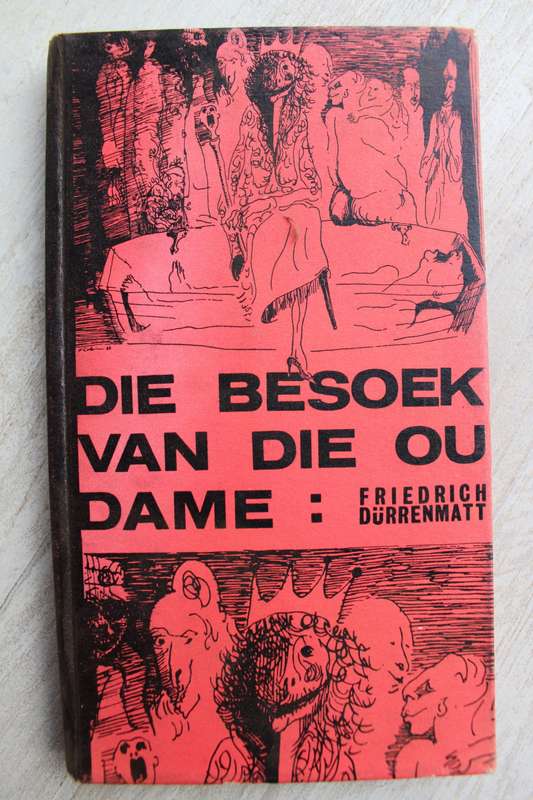 DIE BESOEK
VAN DIE OU
DAME : FRIEDRICH
DÜRRENMATT